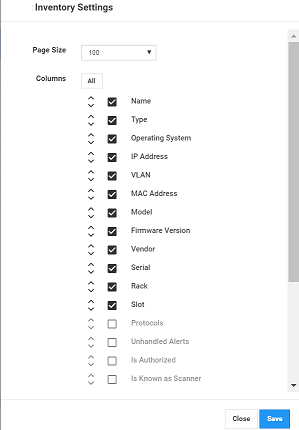 Inventory Settings
Page Size 100
Columns All
Name
Type
Operating System
IP Address
VLAN
MAC Address
Model
Firmware Version
Vendor
Serial
Rack
Slot
Protocols
Unhandled Alerts
Is Authorized
Is Known as Scanner
Close Save